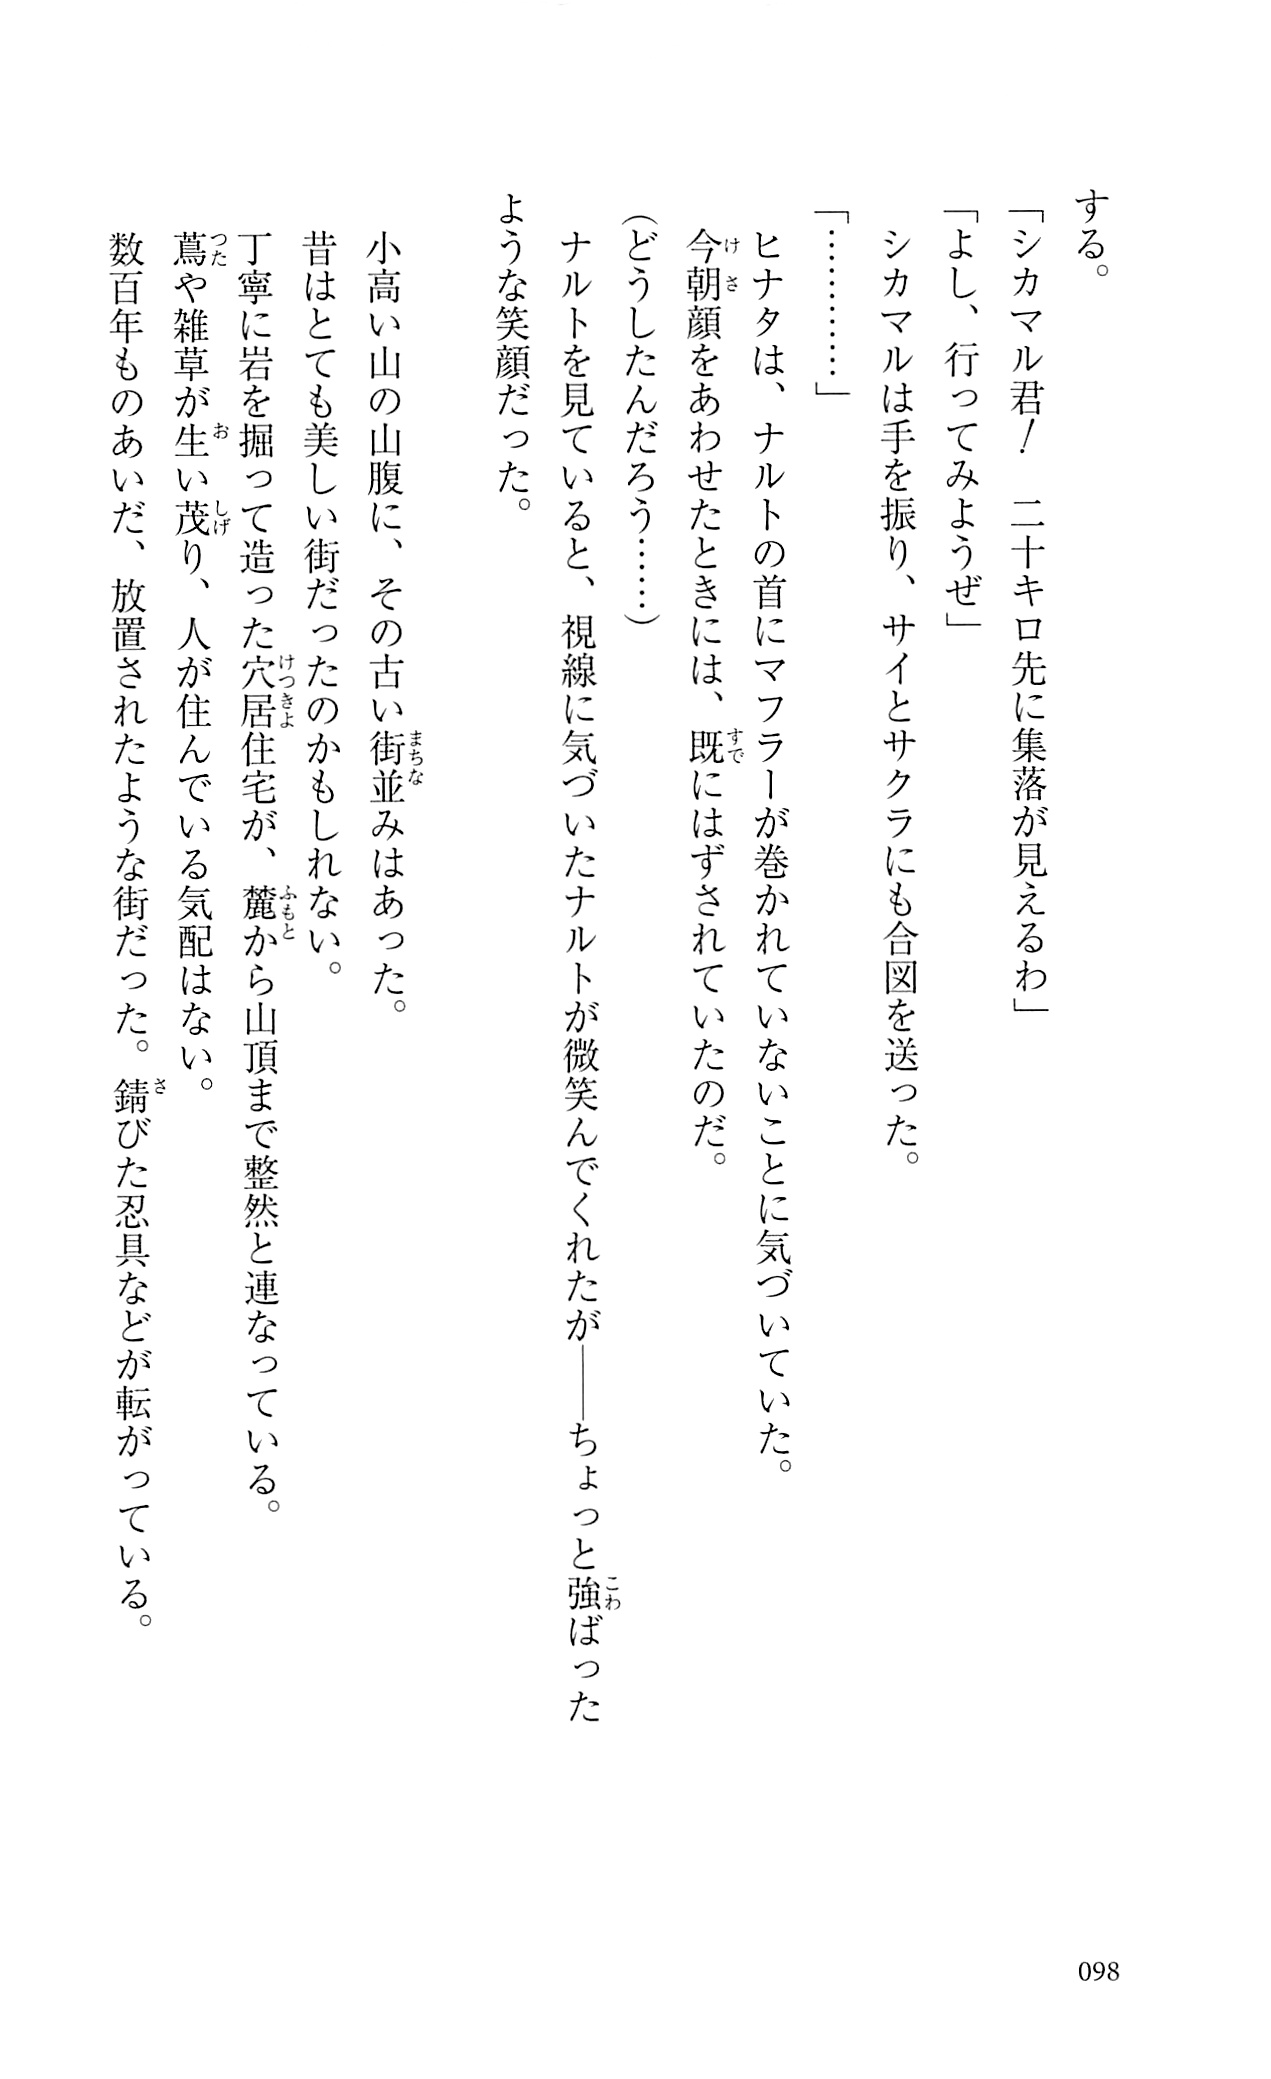 する。
「シカマル君！　二十キロ先に集落が見えるわ」
「よし、行ってみようぜ」
　シカマルは手を振り、サイとサクラにも合図を送った。
「…………」
　ヒナタは、ナルトの首にマフラーが巻かれていないことに気づいていた。
　今朝顔をあわせたときには、既にはずされていたのだ。
（どうしたんだろう……）
　ナルトを見ていると、視線に気づいたナルトが微笑んでくれたが――ちょっと強ばった
ような笑顔だった。
　小高い山の山腹に、その古い街並みはあった。
　昔はとても美しい街だったのかもしれない。
　丁寧に岩を掘って造った穴居住宅が、麓から山頂まで整然と連なっている。
　蔦や雑草が生い茂り、人が住んでいる気配はない。
　数百年ものあいだ、放置されたような街だった。錆びた忍具などが転がっている。
098